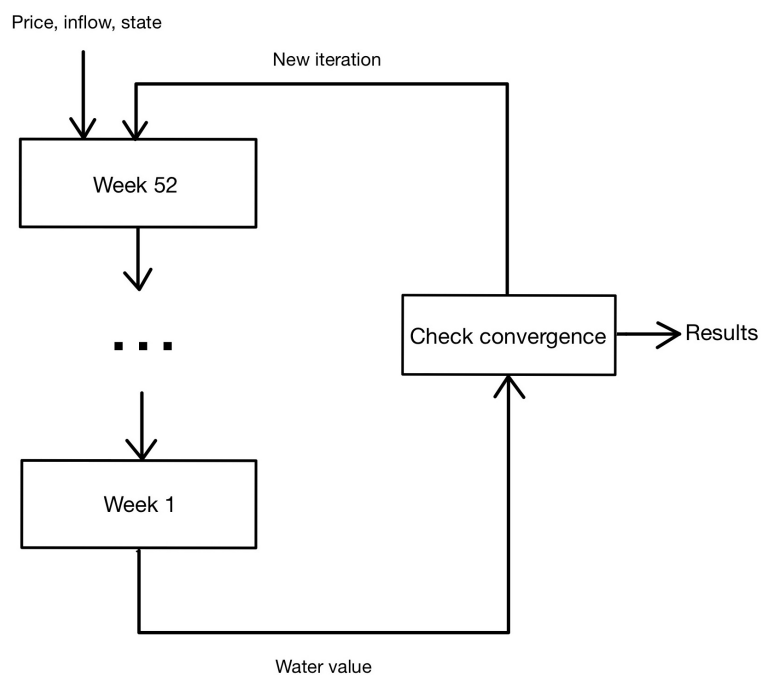 Price, inflow, state
New iteration
Week 52
Check convergence
Results
Week 1
Water value